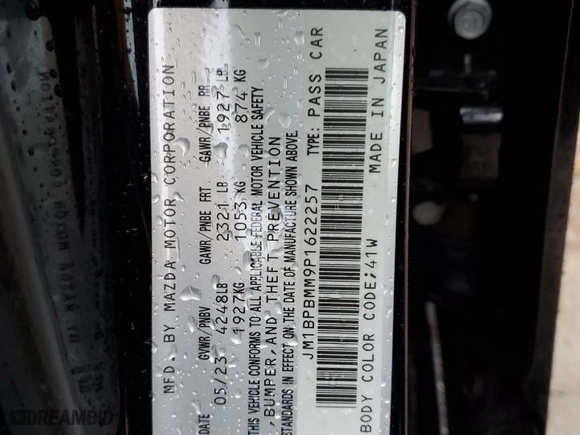 MFD. BY MAZDA MOTOR CORPORATION
GVWR/PNBV GAWR/PNBE FRT. GAWR/PNBE RR
05/23 4248LB 2321 LB 1927 LB
1927KG 1053 KG 874 KG
THIS VEHICLE CONFORMS TO ALL APPLICABLE FEDERAL MOTOR VEHICLE SAFETY
,BUMPER,AND THEFT PREVENTION
STANDARDS IN EFFECT ON THE DATE OF MANUFACTURE SHOWN ABOVE.
JM1BPBMM9P1622257 TYPE: PASS CAR
BODY COLOR CODE;41W MADE IN JAPAN
DREAMBID